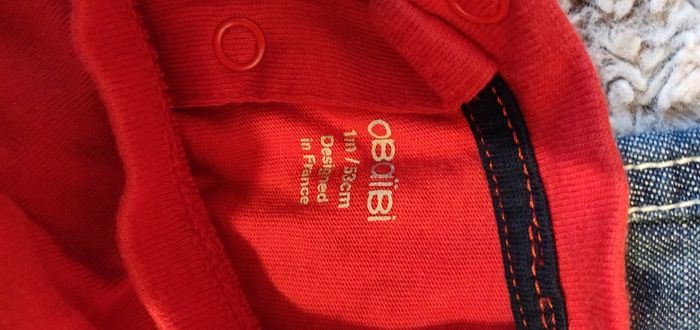 OBAÏBI
1m / 53cm
Designed
in France